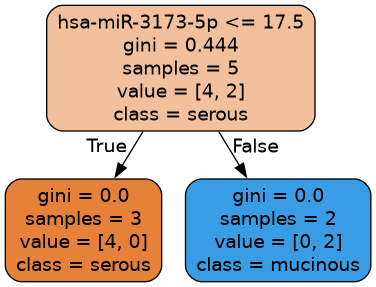 hsa-miR-3173-5p <= 17.5
gini = 0.444
samples = 5
value = [4, 2]
class = serous
True
False
gini = 0.0
samples = 3
value = [4, 0]
class = serous
gini = 0.0
samples = 2
value = [0, 2]
class = mucinous